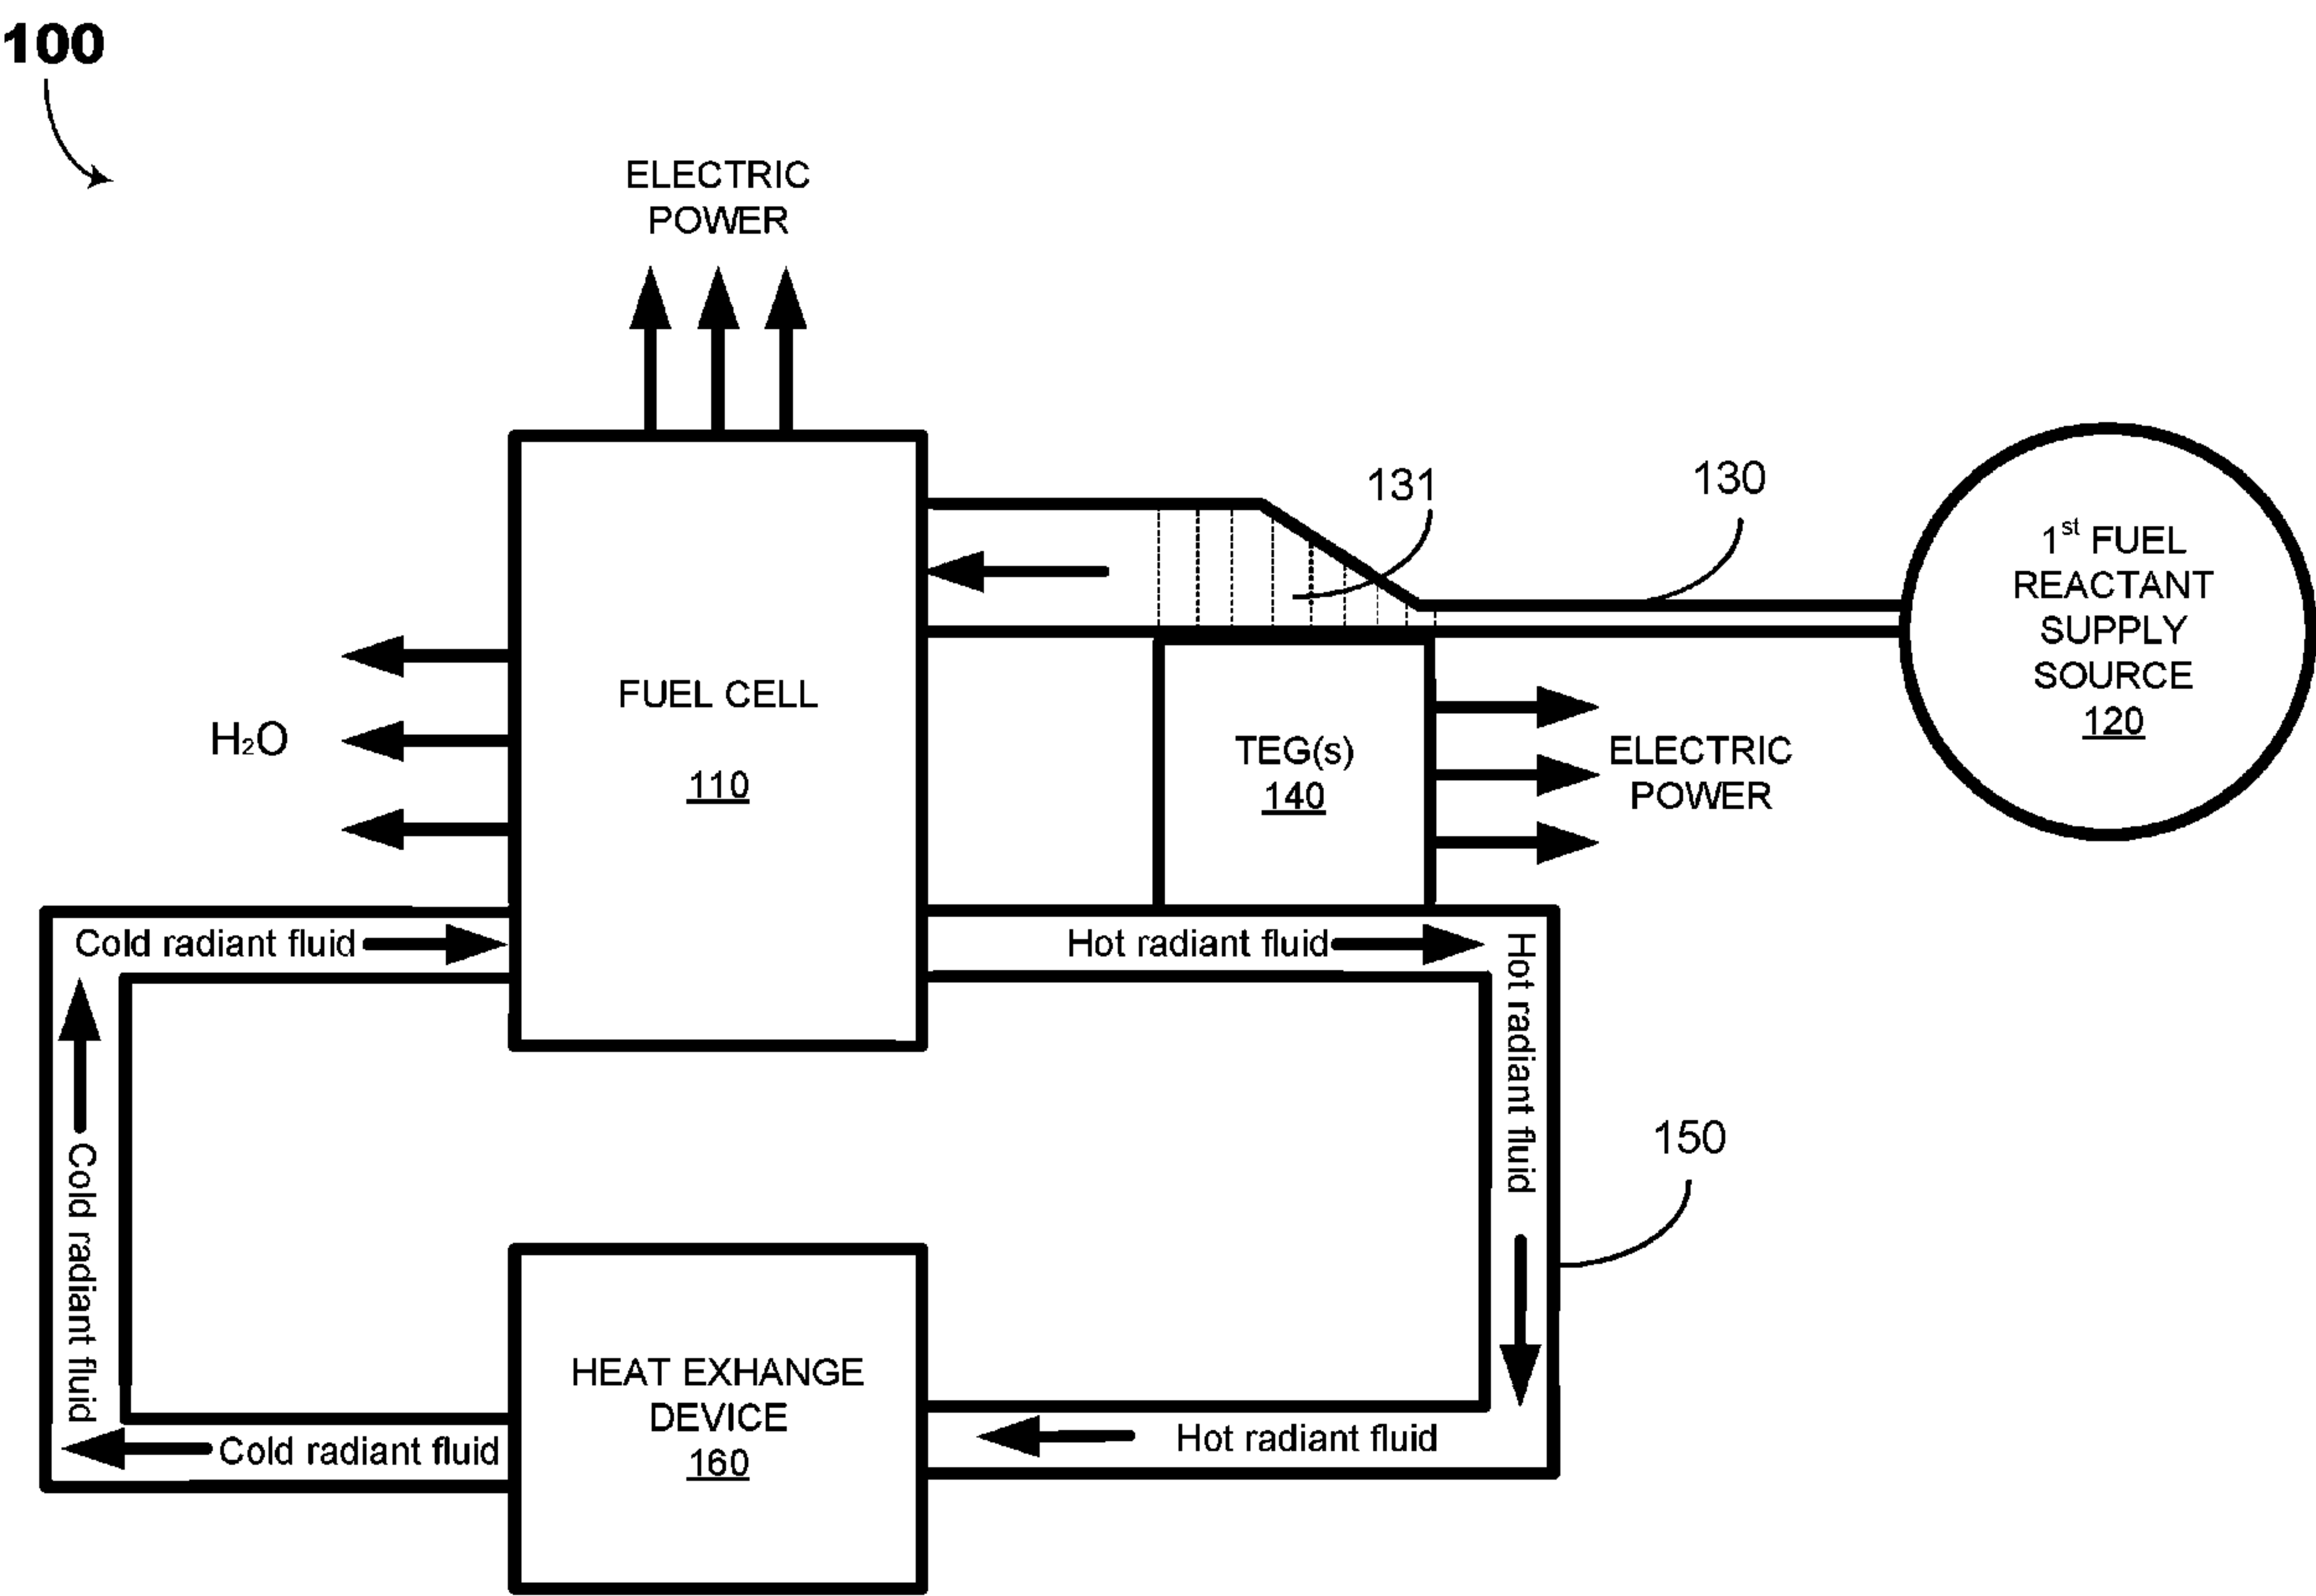 100
ELECTRIC
POWER
131
130
1st FUEL
REACTANT
SUPPLY
SOURCE
120
FUEL CELL
110
H₂O
TEG(s)
140
ELECTRIC
POWER
Cold radiant fluid
Hot radiant fluid
Hot radiant fluid
Cold radiant fluid
150
HEAT EXHANGE
DEVICE
160
Cold radiant fluid
Hot radiant fluid